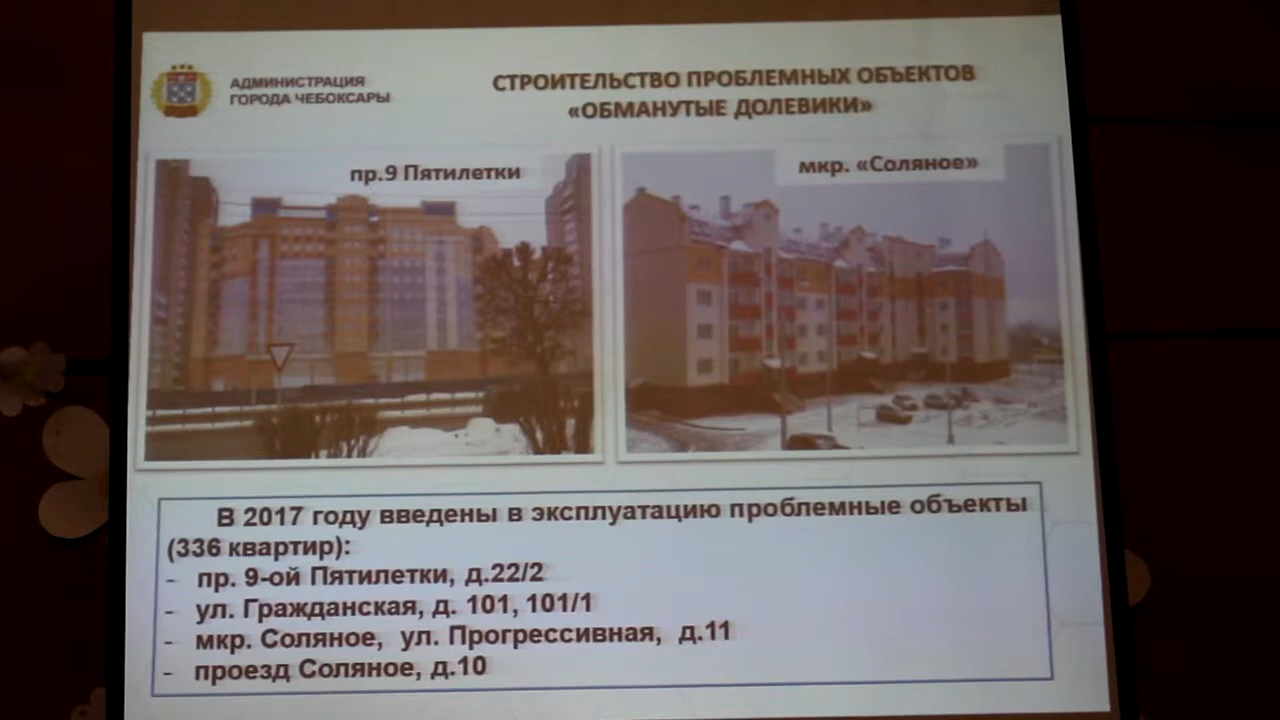 АДМИНИСТРАЦИЯ
ГОРОДА ЧЕБОКСАРЫ
СТРОИТЕЛЬСТВО ПРОБЛЕМНЫХ ОБЪЕКТОВ
«ОБМАНУТЫЕ ДОЛЕВИКИ»
пр.9 Пятилетки
мкр. «Соляное»
В 2017 году введены в эксплуатацию проблемные объекты
(336 квартир):
- пр. 9-ой Пятилетки, д.22/2
- ул. Гражданская, д. 101, 101/1
- мкр. Соляное, ул. Прогрессивная, д.11
- проезд Соляное, д.10